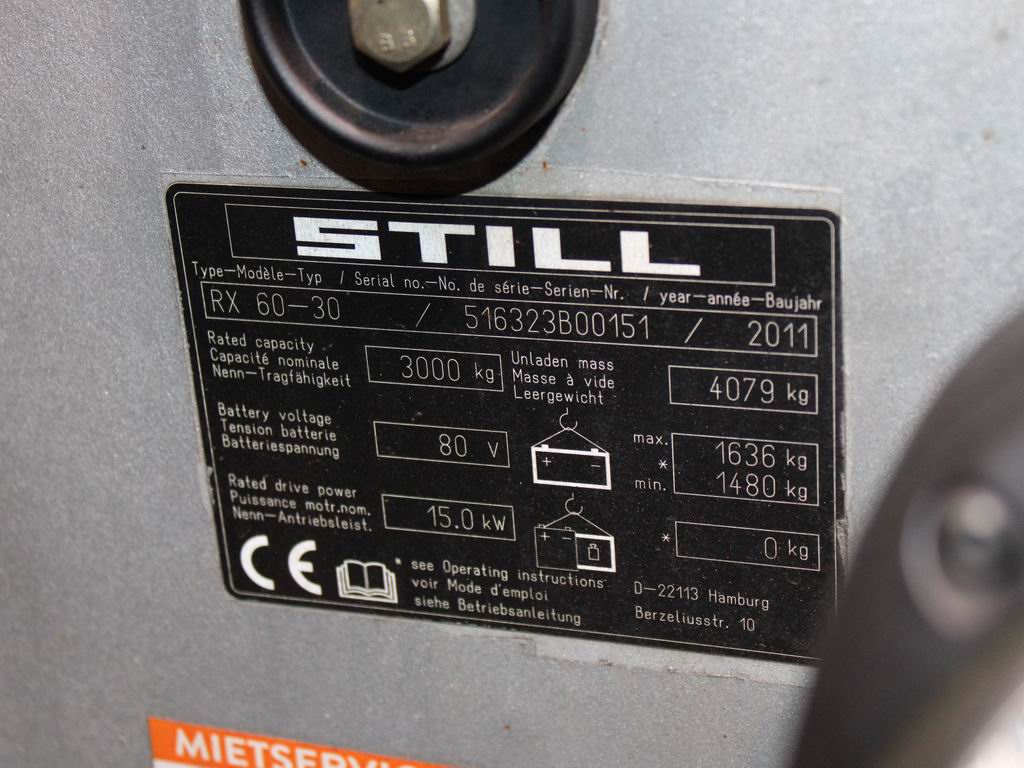 STILL
Type-Modèle-Typ / Serial no.-No. de série-Serien-Nr. / year-année-Baujahr
RX 60-30 / 516323B00151 / 2011
Rated capacity
Capacité nominale
Nenn-Tragfähigkeit
3000 kg
Unladen mass
Masse à vide
Leergewicht
4079 kg
Battery voltage
Tension batterie
Batteriespannung
80 V
+ -
max.
*
min.
1636 kg
1480 kg
Rated drive power
Puissance motr.nom.
Nenn-Antriebsleist.
15.0 kW
+ -
* 0 kg
CE
* see Operating instructions
voir Mode d'emploi
siehe Betriebsanleitung
D-22113 Hamburg
Berzeliusstr. 10